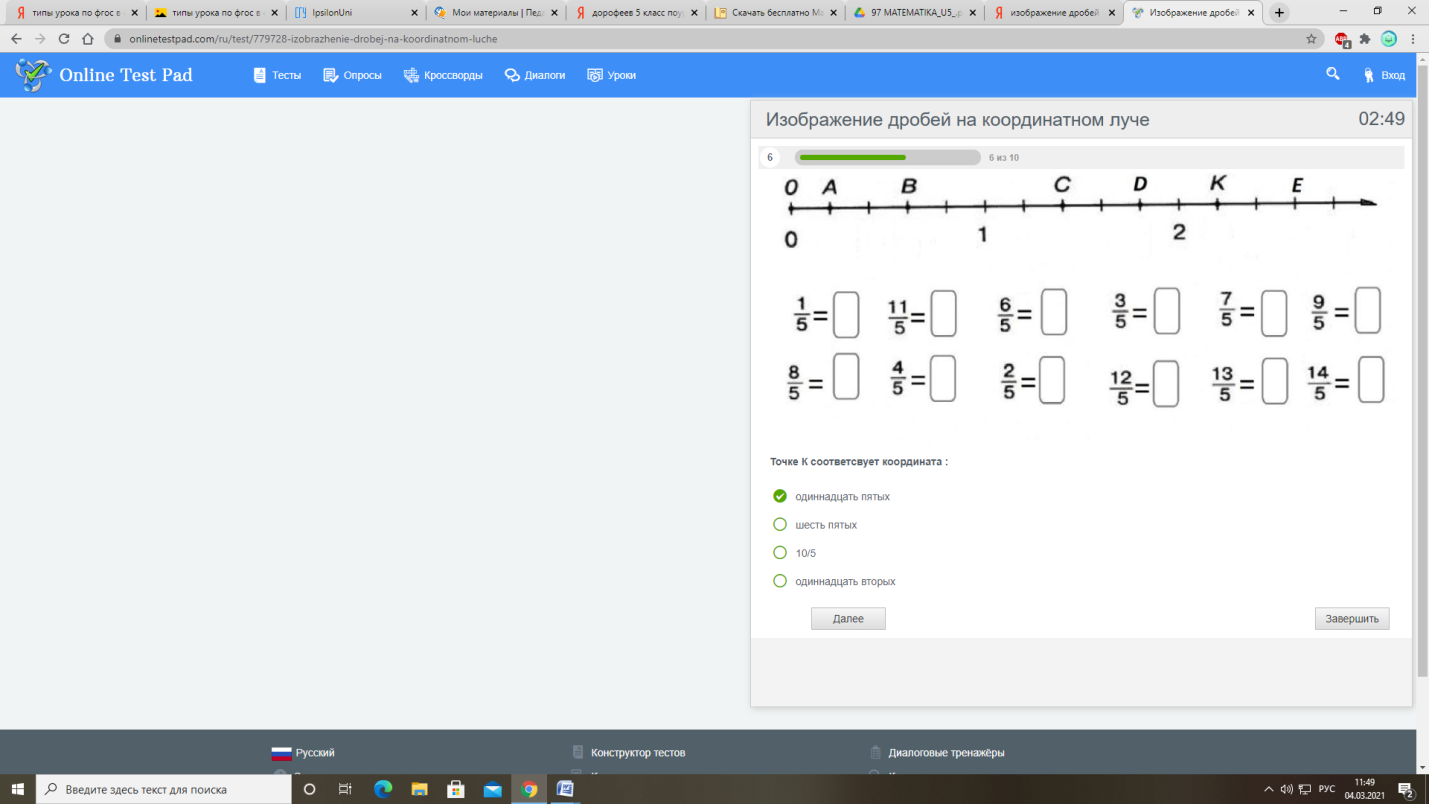 типы урока по фгос в
типы урока по фгос в
IpsilonUni
Мои материалы | Педа
дорофеев 5 класс поу
Скачать бесплатно Ма
97 MATEMATIKA_U5_.p
изображение дробей
Изображение дробей
onlinetestpad.com/ru/test/779728-izobrazhenie-drobej-na-koordinatnom-luche
Online Test Pad Тесты Опросы Кроссворды Диалоги Уроки Вход
Изображение дробей на координатном луче 02:49
6 6 из 10
O A B C D K E
0 1 2
1/5 = 11/5 = 6/5 = 3/5 = 7/5 = 9/5 =
8/5 = 4/5 = 2/5 = 12/5 = 13/5 = 14/5 =
Точке К соответсвует координата :
одиннадцать пятых
шесть пятых
10/5
одиннадцать вторых
Далее Завершить
Русский Конструктор тестов Диалоговые тренажёры
Введите здесь текст для поиска
РУС
11:49
04.03.2021
2